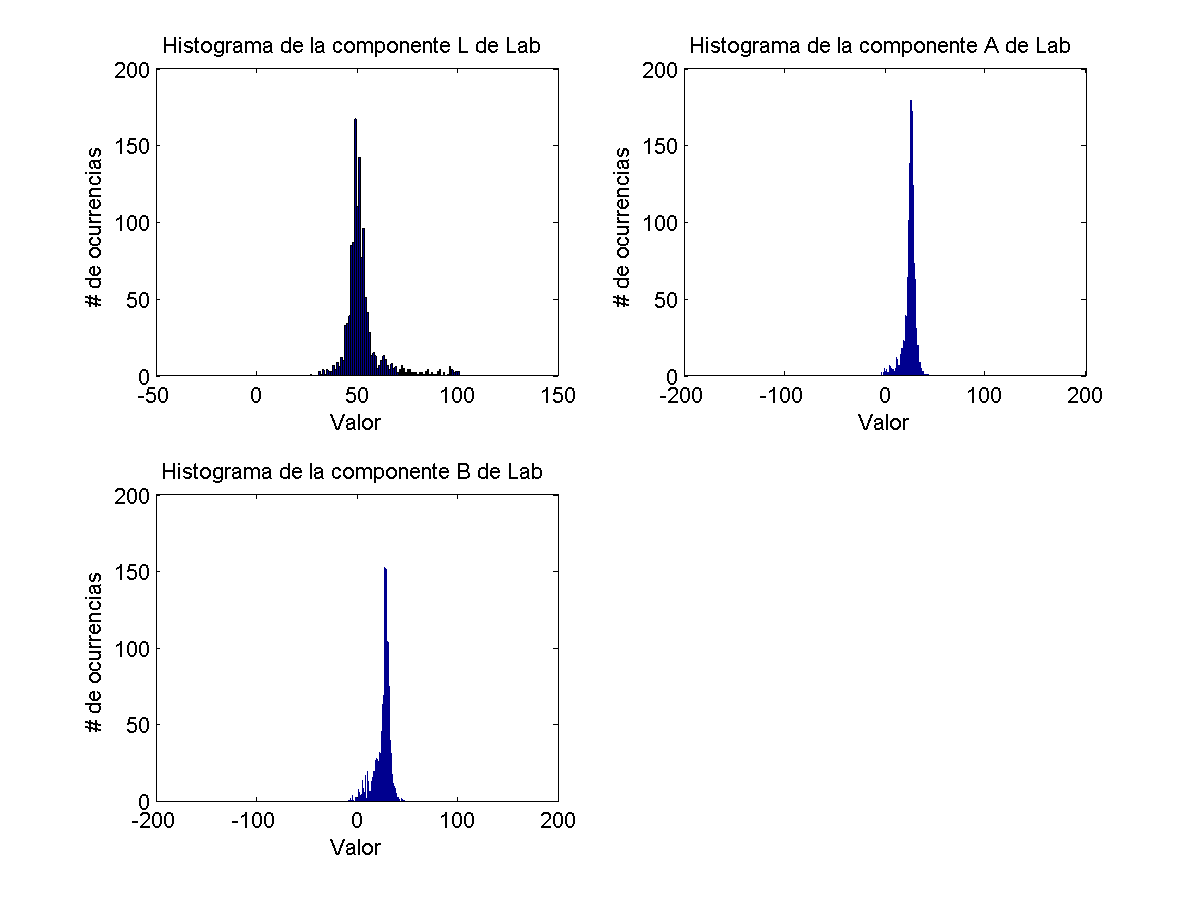 Histograma de la componente L de Lab
200
150
100
50
0
-50 0 50 100 150
# de ocurrencias
Valor
Histograma de la componente A de Lab
200
150
100
50
0
-200 -100 0 100 200
# de ocurrencias
Valor
Histograma de la componente B de Lab
200
150
100
50
0
-200 -100 0 100 200
# de ocurrencias
Valor